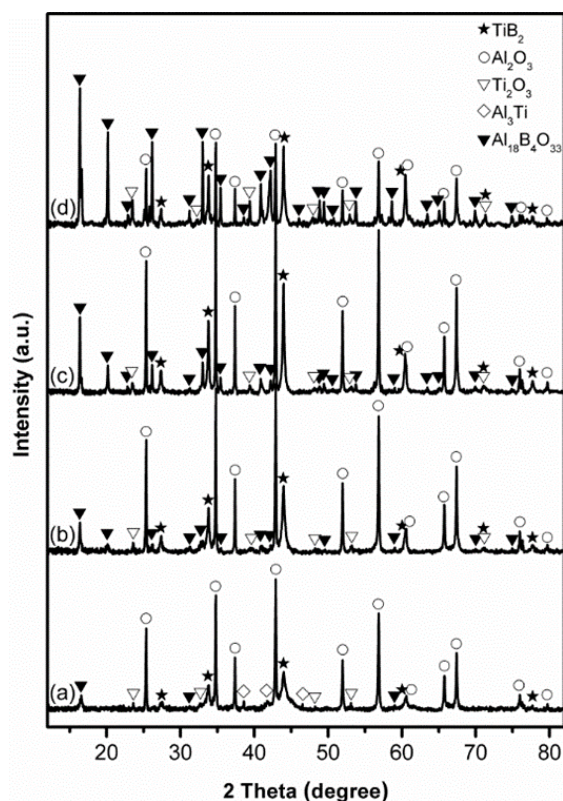 ★ TiB₂
○ Al₂O₃
▽ Ti₂O₃
◇ Al₃Ti
▼ Al₁₈B₄O₃₃
(d)
(c)
(b)
(a)
Intensity (a.u.)
20 30 40 50 60 70 80
2 Theta (degree)